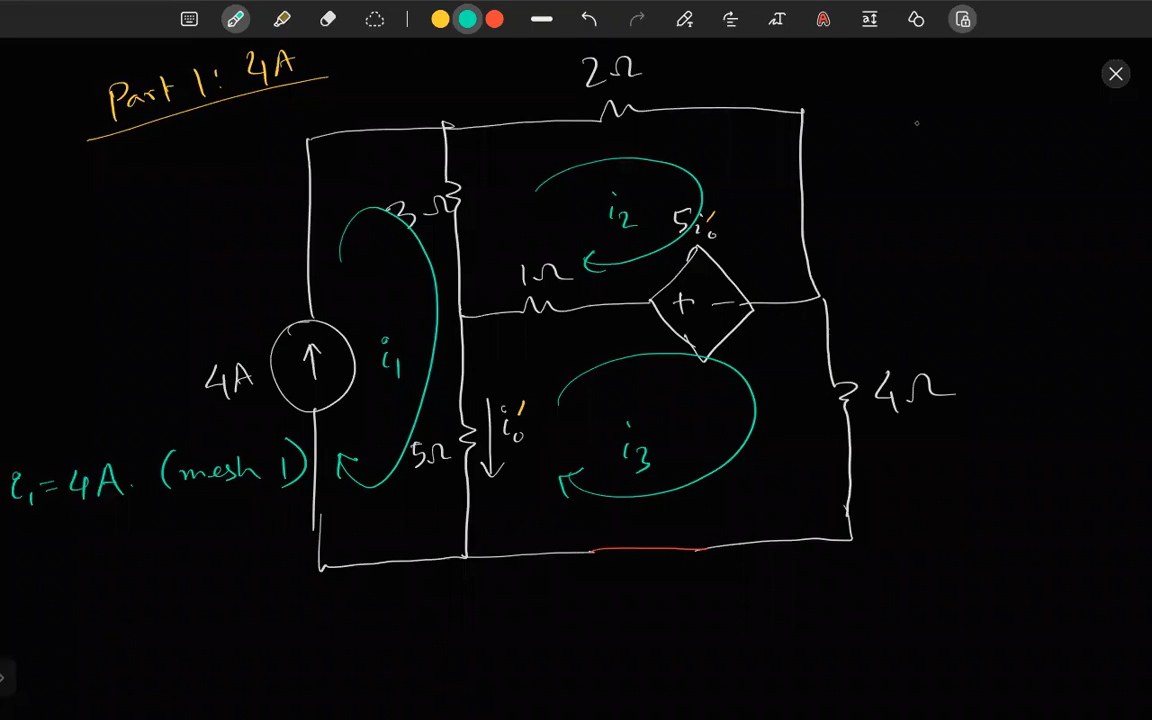 Part 1: 4A
2Ω
3Ω
i₂
5i₀′
1Ω
+ −
4A
i₁
4Ω
i₀′
5Ω
i₃
i₁ = 4A. (mesh 1)